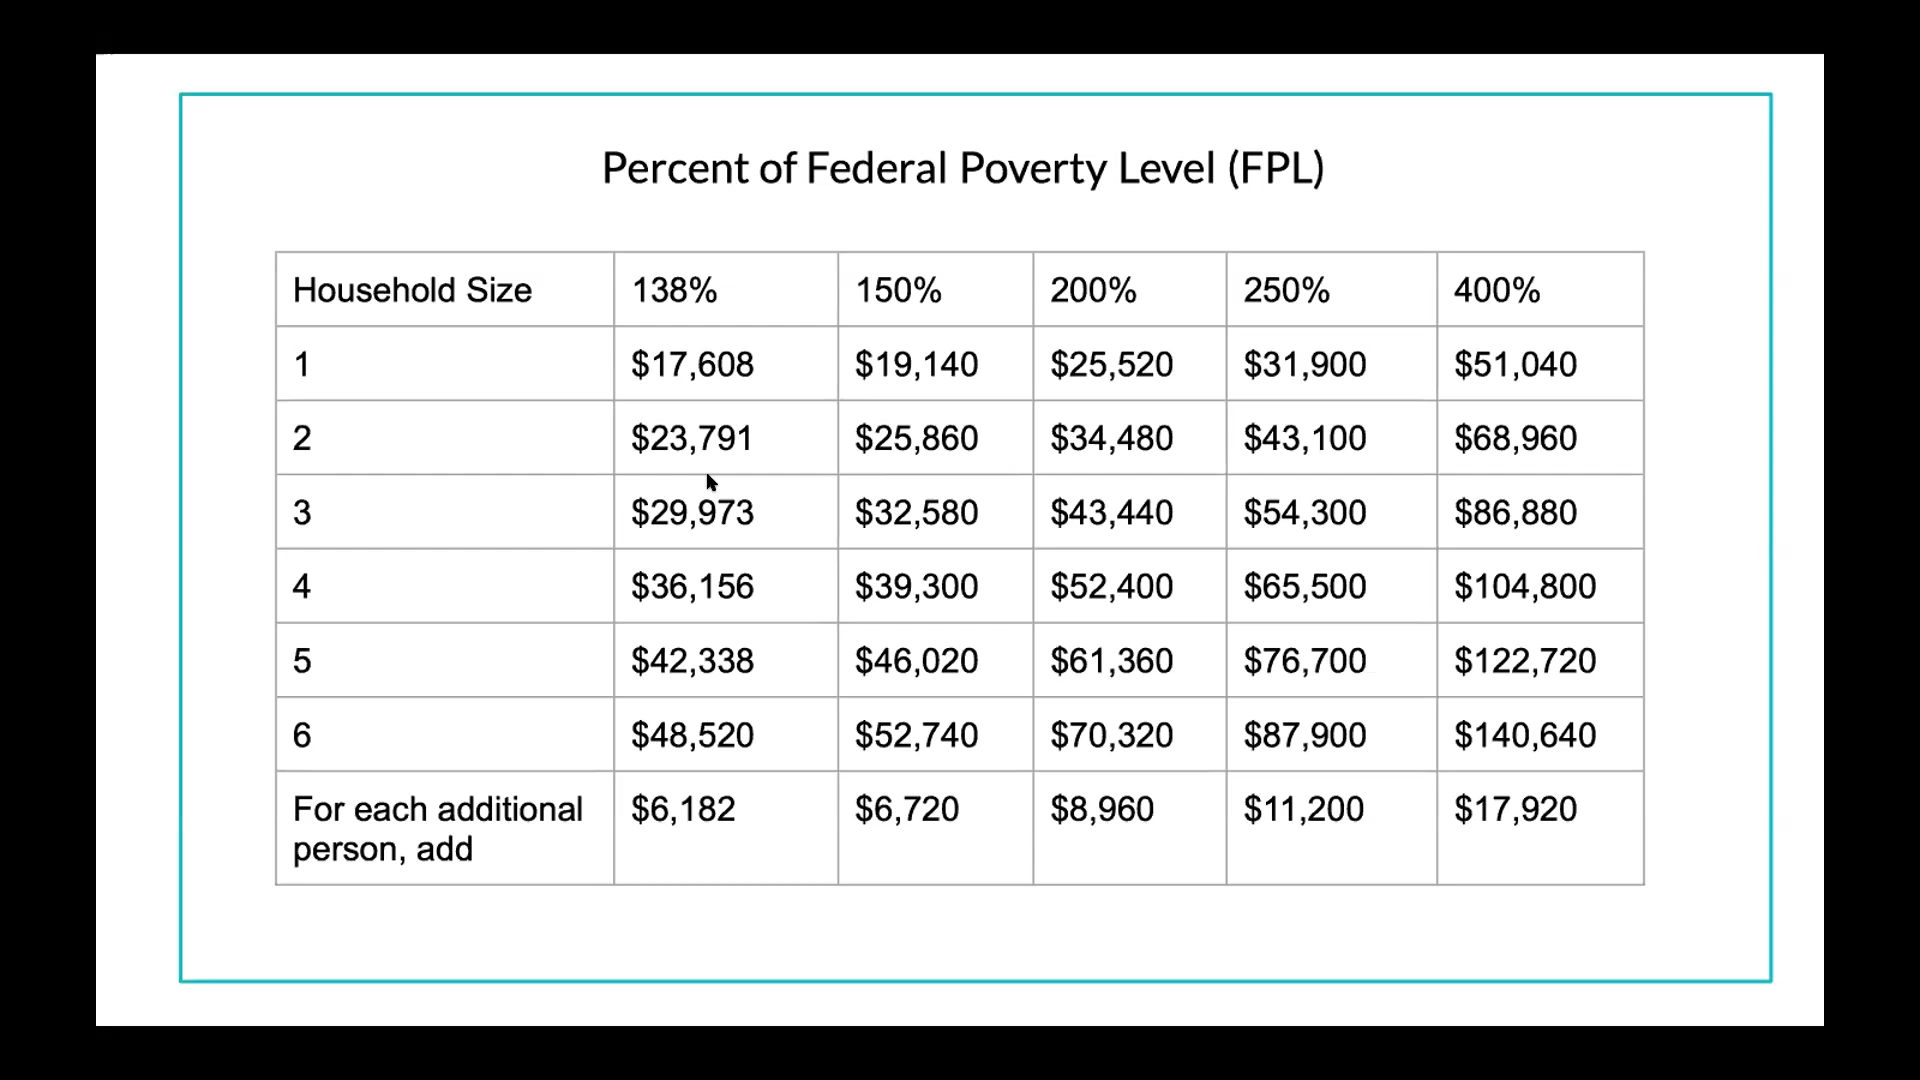 Percent of Federal Poverty Level (FPL)
Household Size 138% 150% 200% 250% 400%
1 $17,608 $19,140 $25,520 $31,900 $51,040
2 $23,791 $25,860 $34,480 $43,100 $68,960
3 $29,973 $32,580 $43,440 $54,300 $86,880
4 $36,156 $39,300 $52,400 $65,500 $104,800
5 $42,338 $46,020 $61,360 $76,700 $122,720
6 $48,520 $52,740 $70,320 $87,900 $140,640
For each additional $6,182 $6,720 $8,960 $11,200 $17,920
person, add